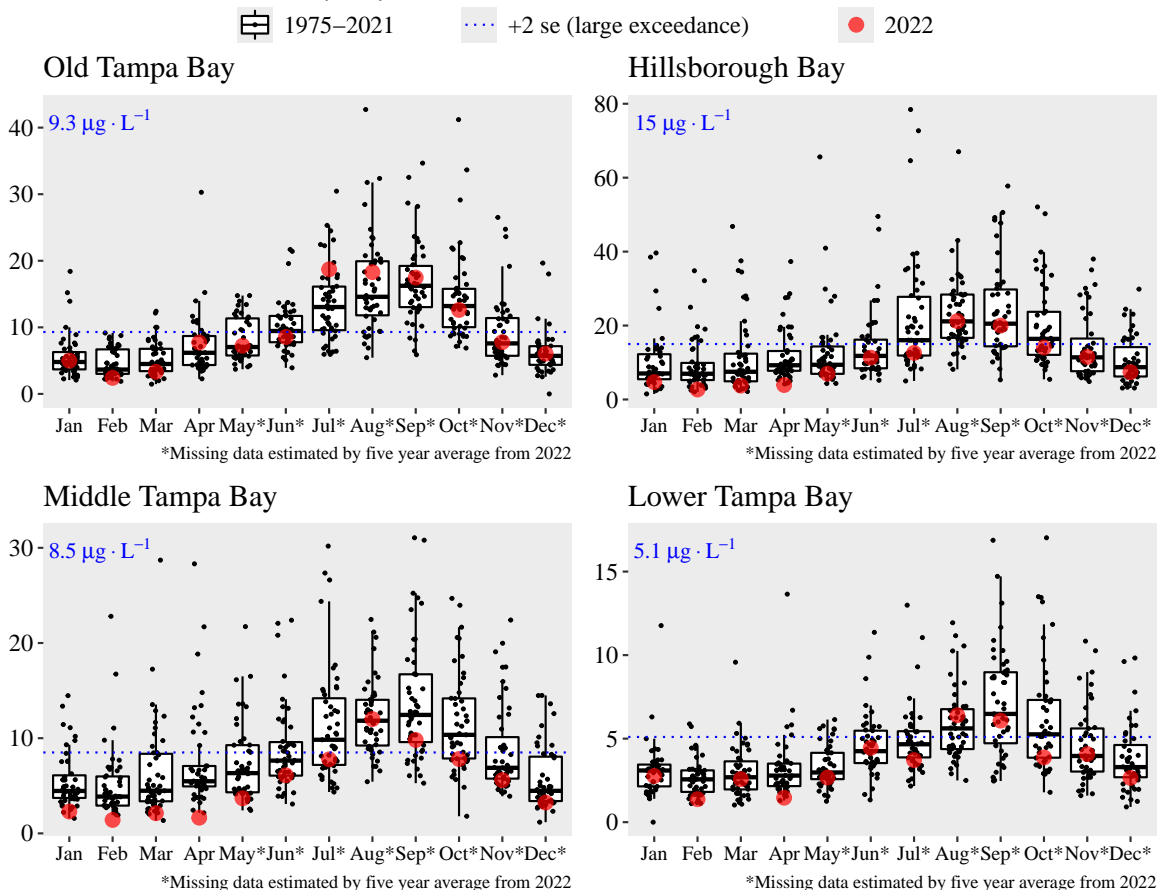 1975–2021 +2 se (large exceedance) 2022
Old Tampa Bay
9.3 µg · L⁻¹
40
30
20
10
0
Jan Feb Mar Apr May* Jun* Jul* Aug* Sep* Oct* Nov* Dec*
*Missing data estimated by five year average from 2022
Hillsborough Bay
15 µg · L⁻¹
80
60
40
20
0
Jan Feb Mar Apr May* Jun* Jul* Aug* Sep* Oct* Nov* Dec*
*Missing data estimated by five year average from 2022
Middle Tampa Bay
8.5 µg · L⁻¹
30
20
10
0
Jan Feb Mar Apr May* Jun* Jul* Aug* Sep* Oct* Nov* Dec*
*Missing data estimated by five year average from 2022
Lower Tampa Bay
5.1 µg · L⁻¹
15
10
5
0
Jan Feb Mar Apr May* Jun* Jul* Aug* Sep* Oct* Nov* Dec*
*Missing data estimated by five year average from 2022